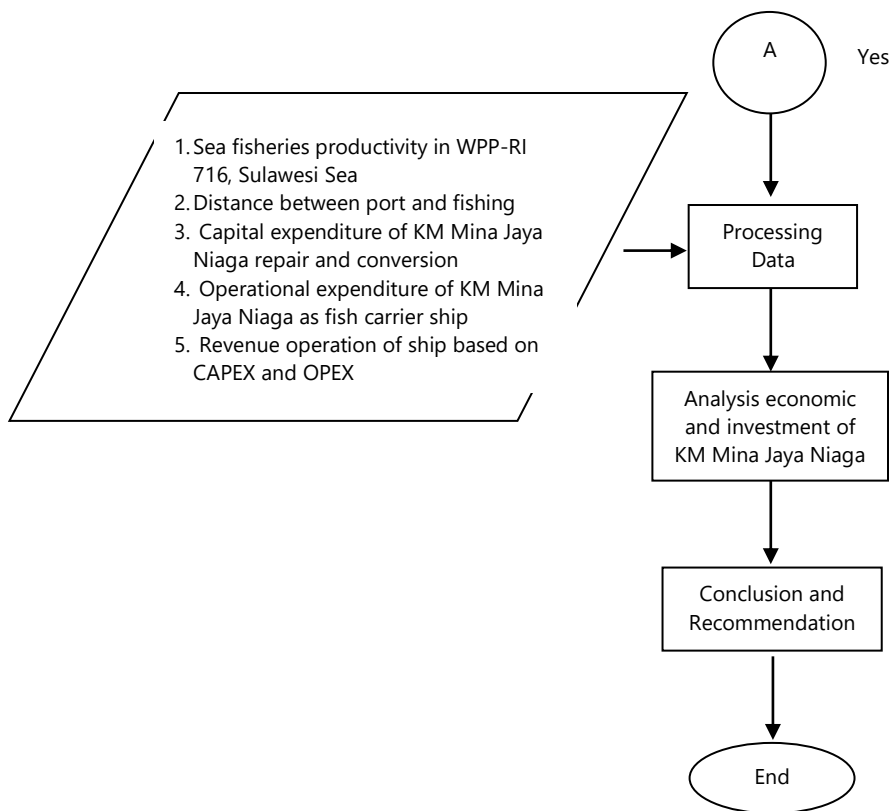 A
Yes
1. Sea fisheries productivity in WPP-RI
716, Sulawesi Sea
2. Distance between port and fishing
3. Capital expenditure of KM Mina Jaya
Niaga repair and conversion
4. Operational expenditure of KM Mina
Jaya Niaga as fish carrier ship
5. Revenue operation of ship based on
CAPEX and OPEX
Processing
Data
Analysis economic
and investment of
KM Mina Jaya Niaga
Conclusion and
Recommendation
End